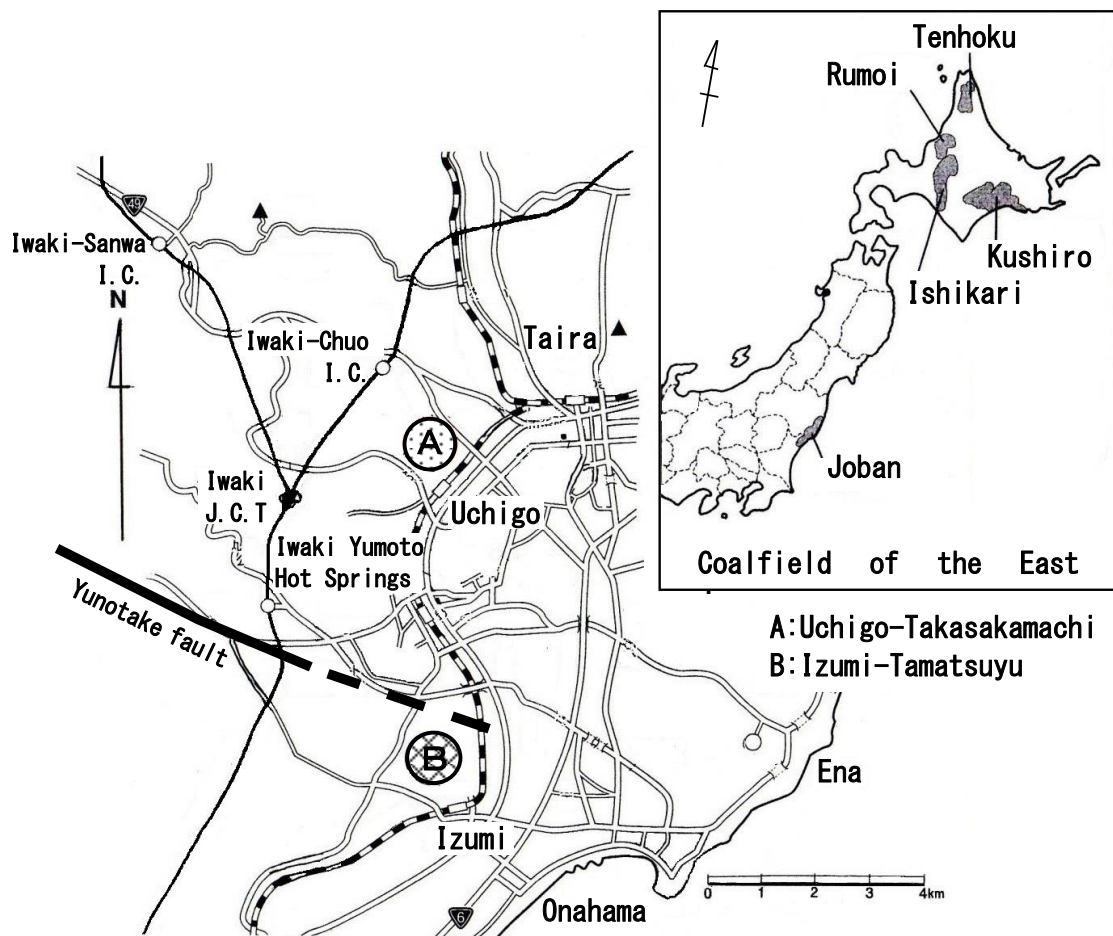 Tenhoku
Rumoi
Kushiro
Ishikari
Joban
Coalfield of the East
49
Iwaki-Sanwa
I.C.
N
Iwaki-Chuo
I.C.
Taira
A
Iwaki
J.C.T
Uchigo
Iwaki Yumoto
Hot Springs
Yunotake fault
A:Uchigo-Takasakamachi
B:Izumi-Tamatsuyu
B
Ena
Izumi
Onahama
6
0 1 2 3 4km